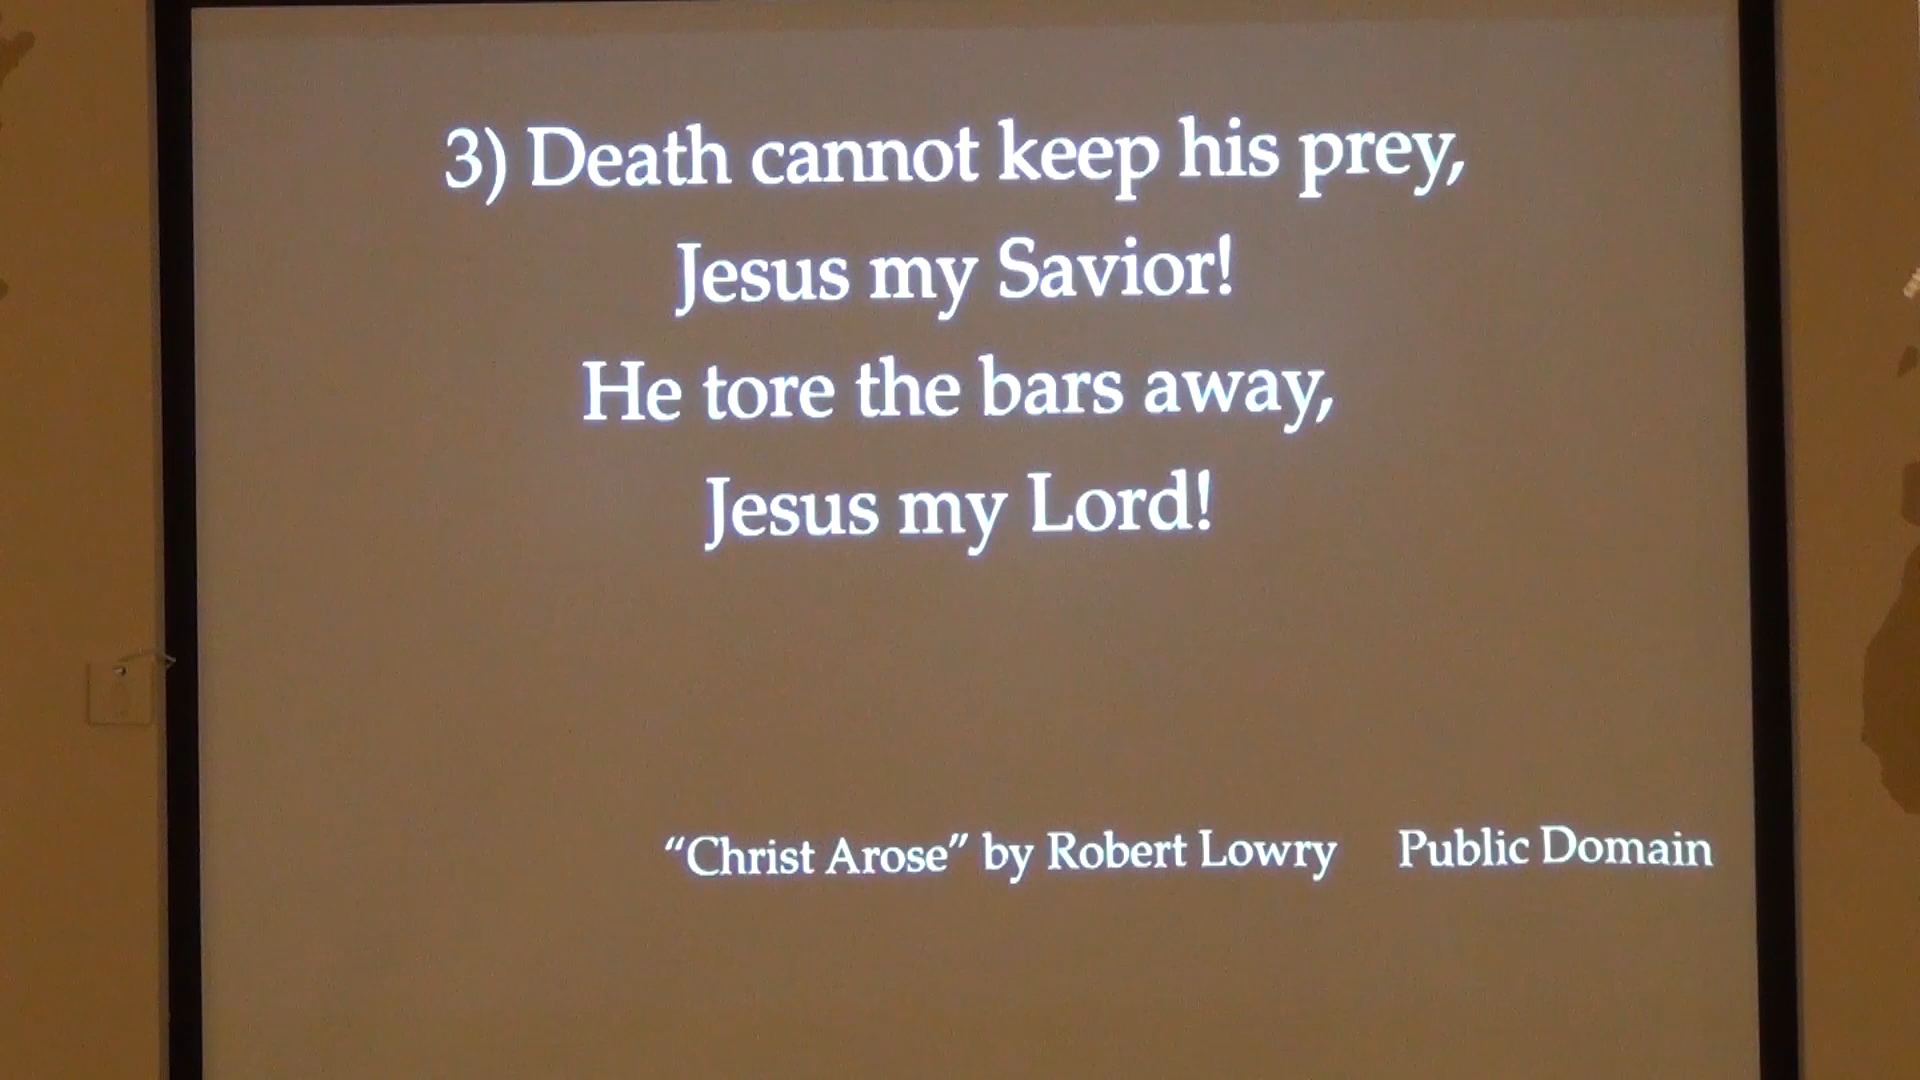 3) Death cannot keep his prey,
Jesus my Savior!
He tore the bars away,
Jesus my Lord!
“Christ Arose” by Robert Lowry Public Domain